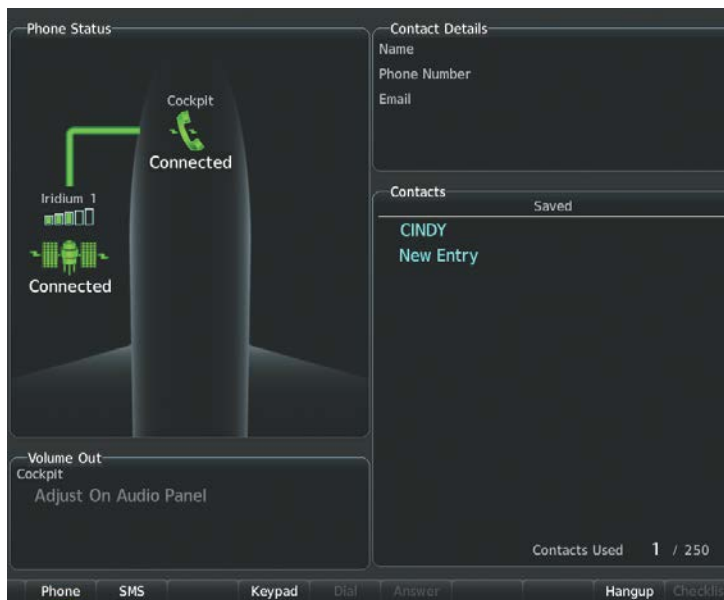 Phone Status
Cockpit
Connected
Iridium 1
Connected
Volume Out
Cockpit
Adjust On Audio Panel
Contact Details
Name
Phone Number
Email
Contacts
Saved
CINDY
New Entry
Contacts Used 1 / 250
Phone SMS Keypad Dial Answer Hangup Checklis